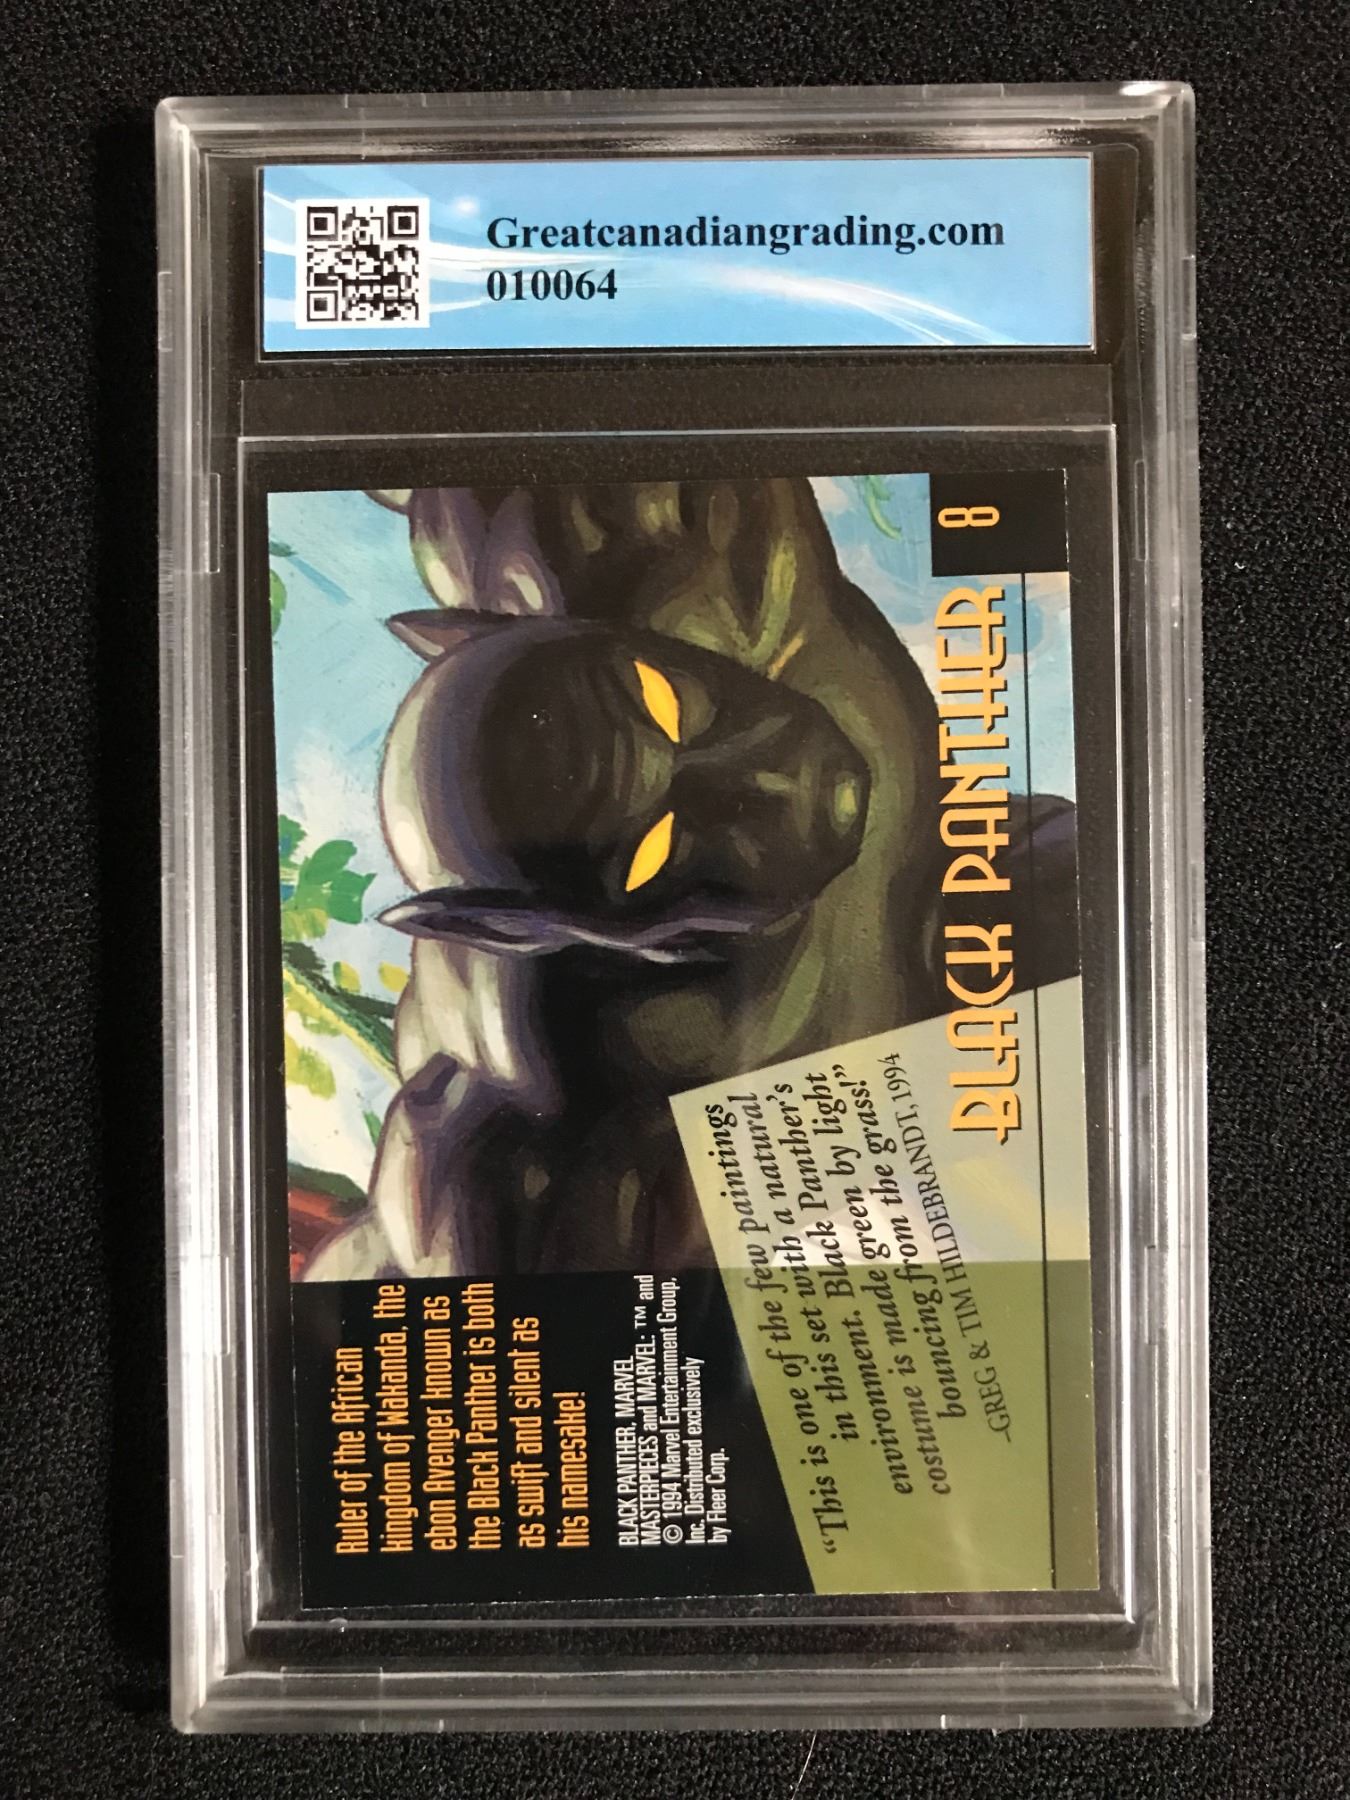 Greatcanadiangrading.com
010064
8
BLACK PANTHER
Ruler of the African
kingdom of Wakanda, the
ebon Avenger known as
the Black Panther is both
as swift and silent as
his namesake!
BLACK PANTHER, MARVEL
MASTERPIECES and MARVEL: ™ and
© 1994 Marvel Entertainment Group,
Inc. Distributed exclusively
by Fleer Corp.
“This is one of the few paintings
in this set with a natural
environment. Black Panther's
costume is made green by light
bouncing from the grass!”
–GREG & TIM HILDEBRANDT, 1994